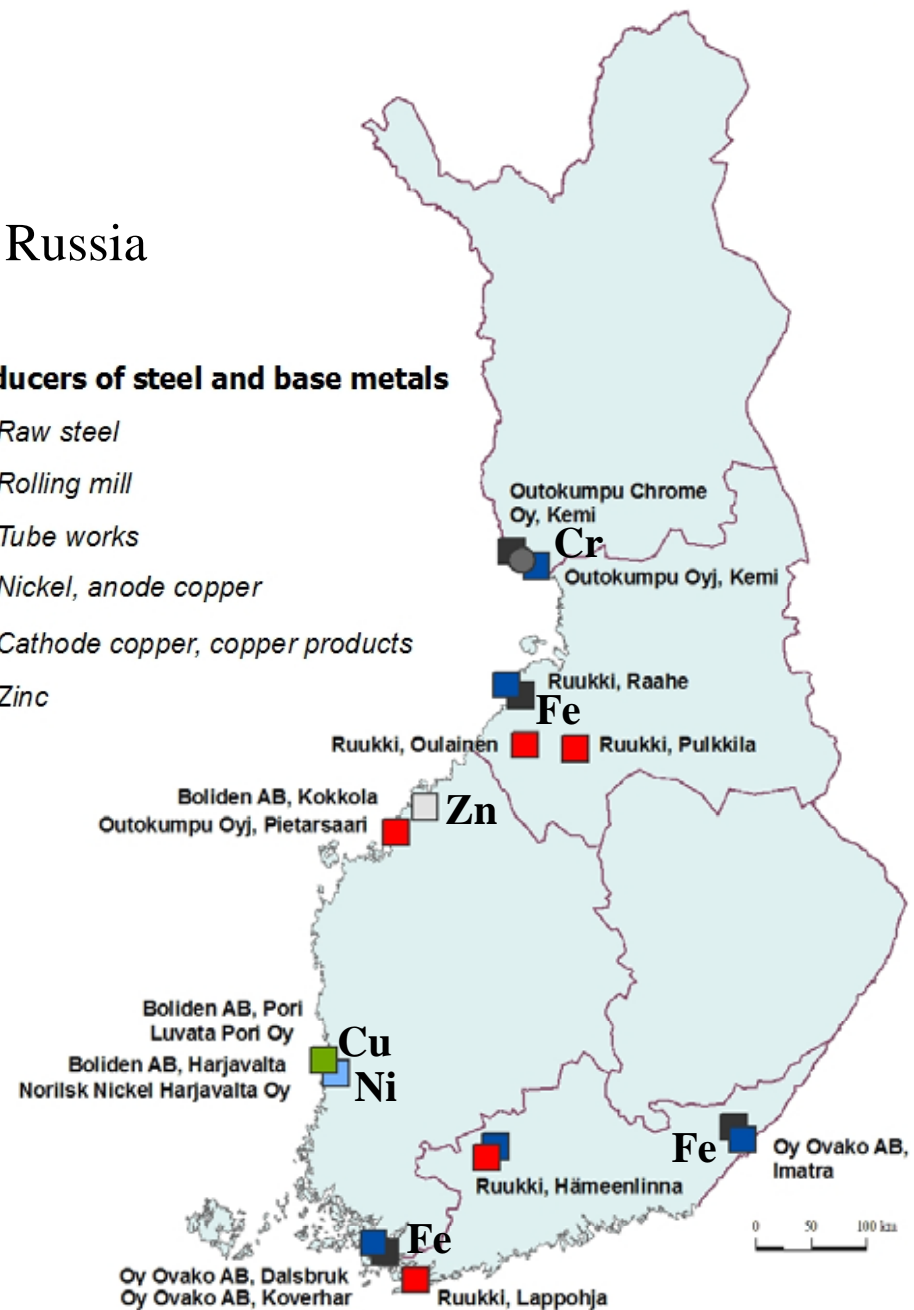 Russia
ducers of steel and base metals
Raw steel
Rolling mill
Tube works
Nickel, anode copper
Cathode copper, copper products
Zinc
Outokumpu Chrome
Oy, Kemi
Cr
Outokumpu Oyj, Kemi
Ruukki, Raahe
Fe
Ruukki, Oulainen
Ruukki, Pulkkila
Boliden AB, Kokkola
Zn
Outokumpu Oyj, Pietarsaari
Boliden AB, Pori
Luvata Pori Oy
Cu
Boliden AB, Harjavalta
Norilsk Nickel Harjavalta Oy
Ni
Fe
Oy Ovako AB,
Imatra
Ruukki, Hämeenlinna
0 50 100 km
Fe
Oy Ovako AB, Dalsbruk
Oy Ovako AB, Koverhar
Ruukki, Lappohja